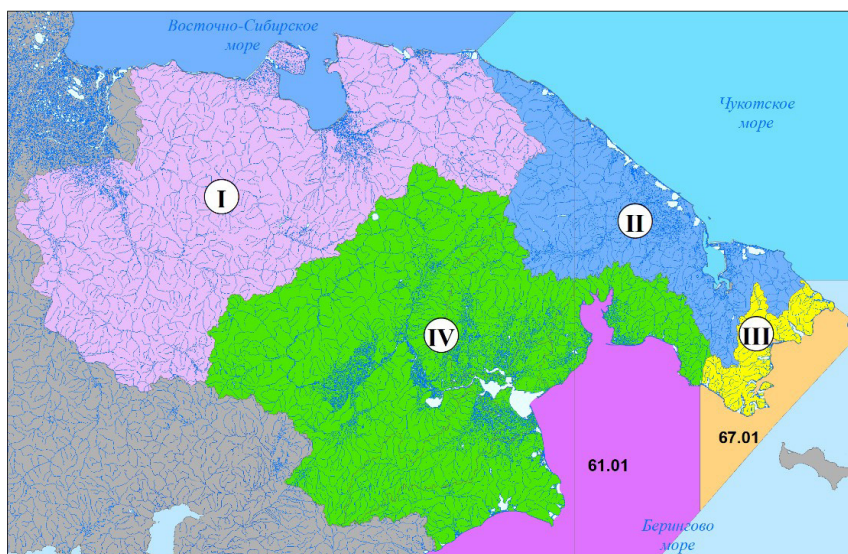 Восточно-Сибирское
море
Чукотское
море
I
II
III
IV
67.01
61.01
Берингово
море